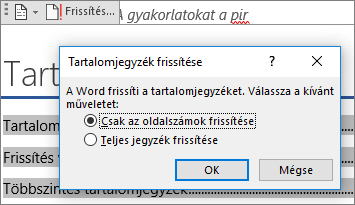 Frissítés... A gyakorlatokat a pir
Tart
Tartalomjegyzék frissítése
A Word frissíti a tartalomjegyzéket. Válassza a kívánt
műveletet:
Csak az oldalszámok frissítése
Teljes jegyzék frissítése
OK Mégse
Tartalom
Frissítés
Többszintes tartalomjegyzék